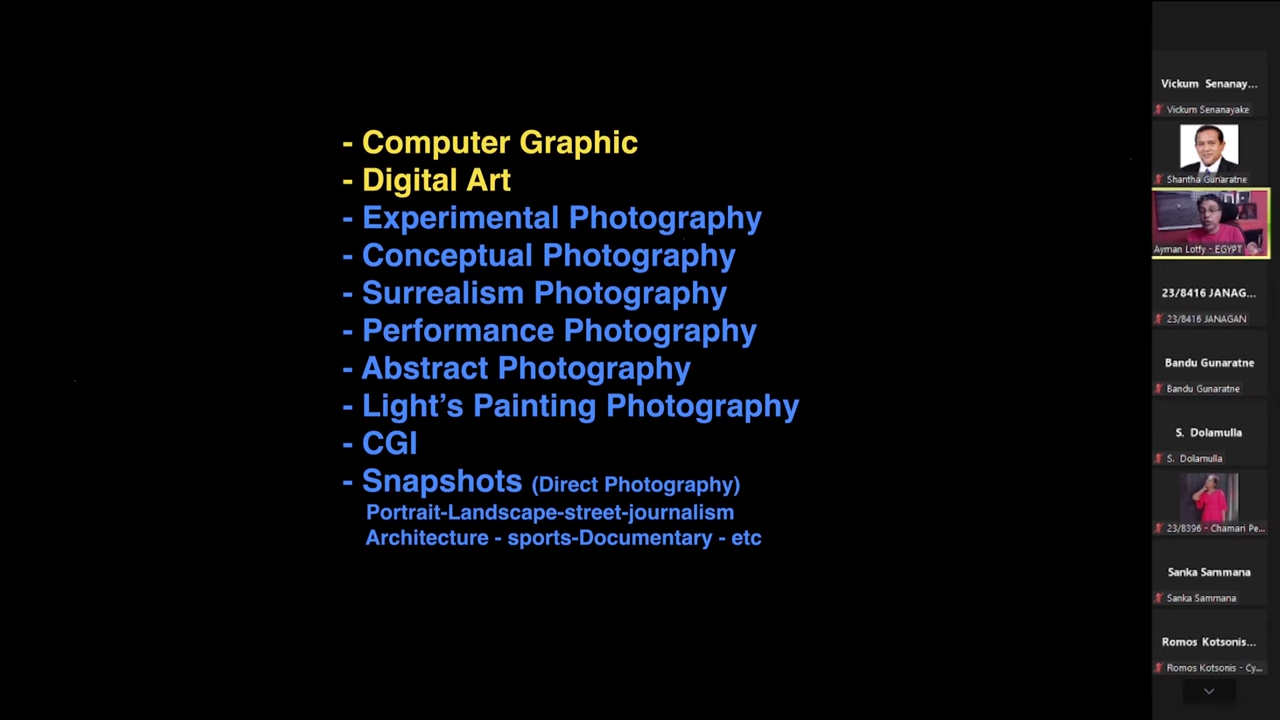 - Computer Graphic
- Digital Art
- Experimental Photography
- Conceptual Photography
- Surrealism Photography
- Performance Photography
- Abstract Photography
- Light’s Painting Photography
- CGI
- Snapshots (Direct Photography)
Portrait-Landscape-street-journalism
Architecture - sports-Documentary - etc
Vickum Senanay...
Vickum Senanayake
Shantha Gunaratne
Ayman Lotfy - EGYPT
23/8416 JANAG...
23/8416 JANAGAN
Bandu Gunaratne
Bandu Gunaratne
S. Dolamulla
S. Dolamulla
23/8396 - Chamari Pe...
Sanka Sammana
Sanka Sammana
Romos Kotsonis...
Romos Kotsonis - Cy...